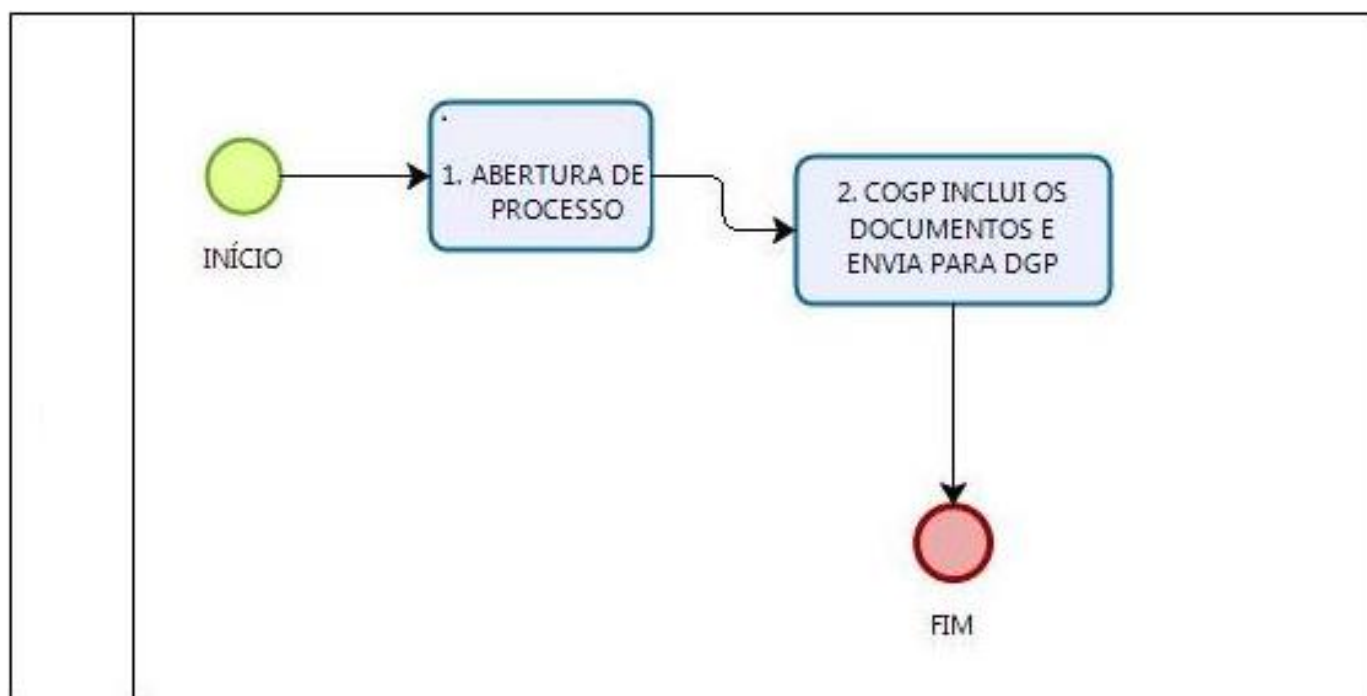 1. ABERTURA DE
PROCESSO
2. COGP INCLUI OS
DOCUMENTOS E
ENVIA PARA DGP
INÍCIO
FIM